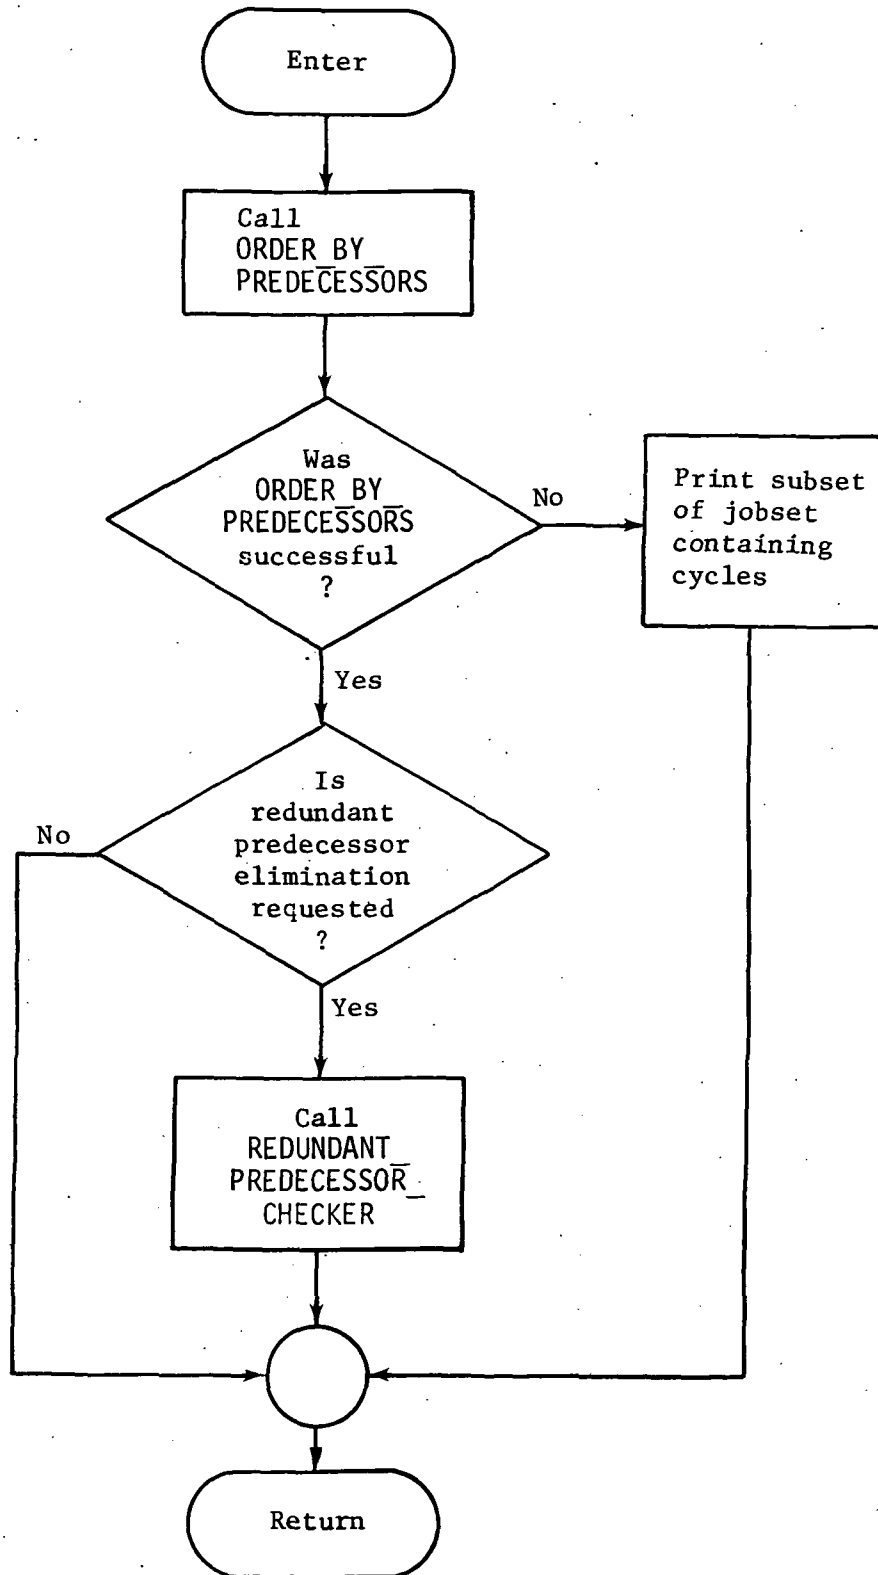 Enter
Call
ORDER_BY_
PREDECESSORS
Was
ORDER_BY_
PREDECESSORS
successful
?
No
Print subset
of jobset
containing
cycles
Yes
Is
redundant
predecessor
elimination
requested
?
No
Yes
Call
REDUNDANT_
PREDECESSOR_
CHECKER
Return